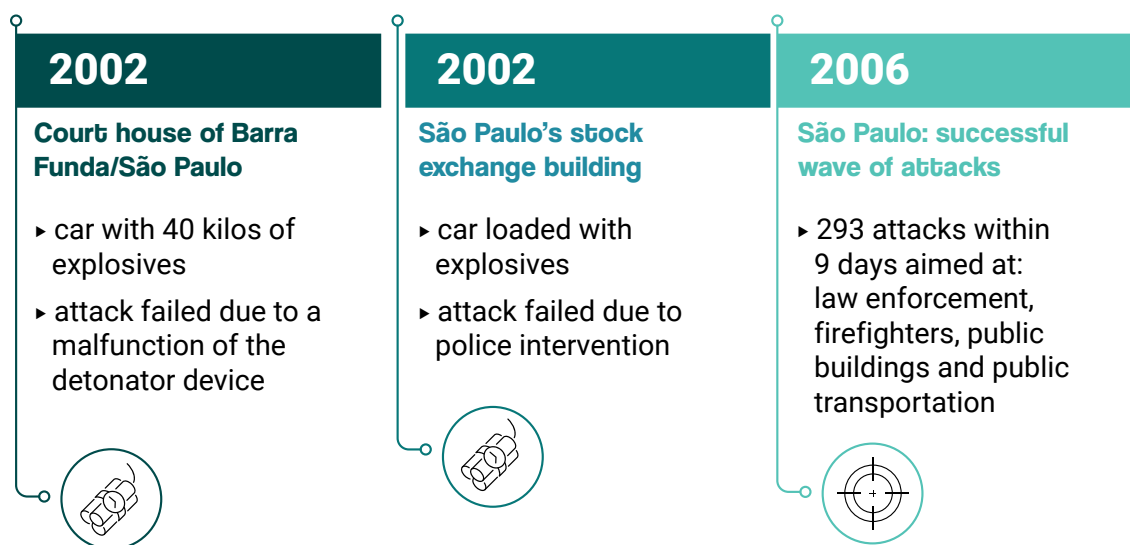 2002
Court house of Barra
Funda/São Paulo
▸ car with 40 kilos of
explosives
▸ attack failed due to a
malfunction of the
detonator device
2002
São Paulo’s stock
exchange building
▸ car loaded with
explosives
▸ attack failed due to
police intervention
2006
São Paulo: successful
wave of attacks
▸ 293 attacks within
9 days aimed at:
law enforcement,
firefighters, public
buildings and public
transportation